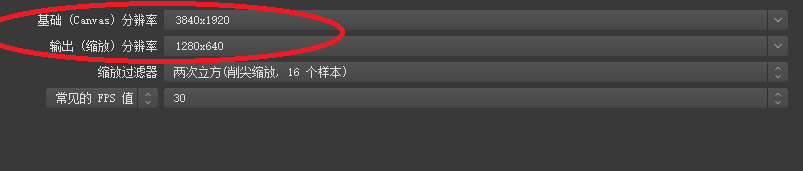 基础 (Canvas) 分辨率 3840x1920
输出 (缩放) 分辨率 1280x640
缩放过滤器 两次立方(削尖缩放, 16 个样本)
常见的 FPS 值 30